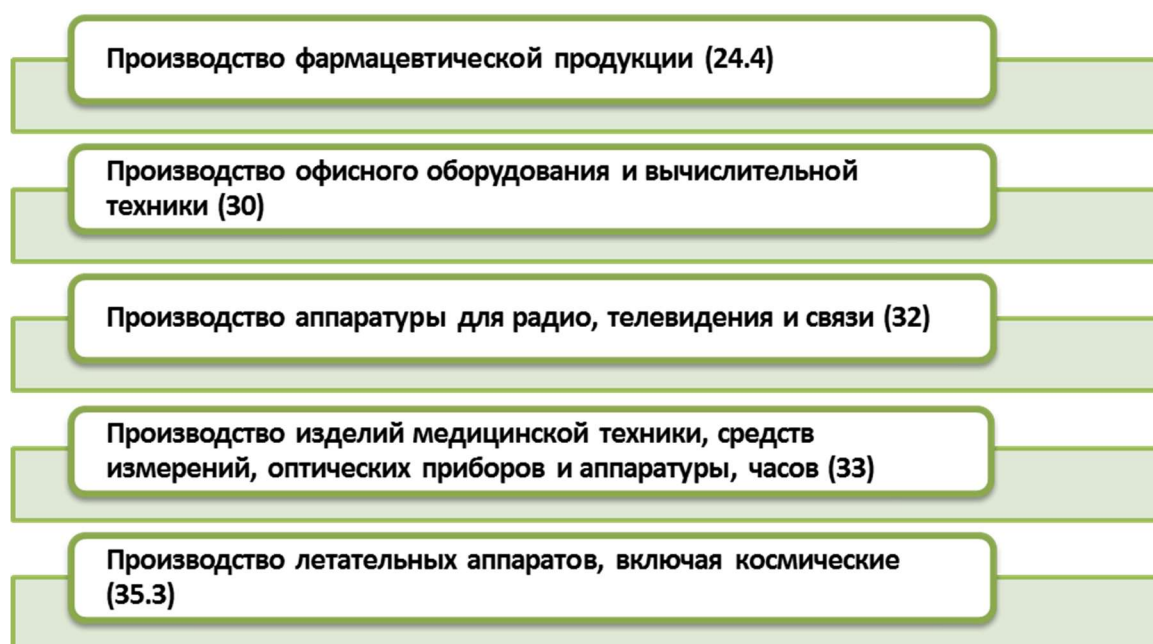 Производство фармацевтической продукции (24.4)
Производство офисного оборудования и вычислительной
техники (30)
Производство аппаратуры для радио, телевидения и связи (32)
Производство изделий медицинской техники, средств
измерений, оптических приборов и аппаратуры, часов (33)
Производство летательных аппаратов, включая космические
(35.3)